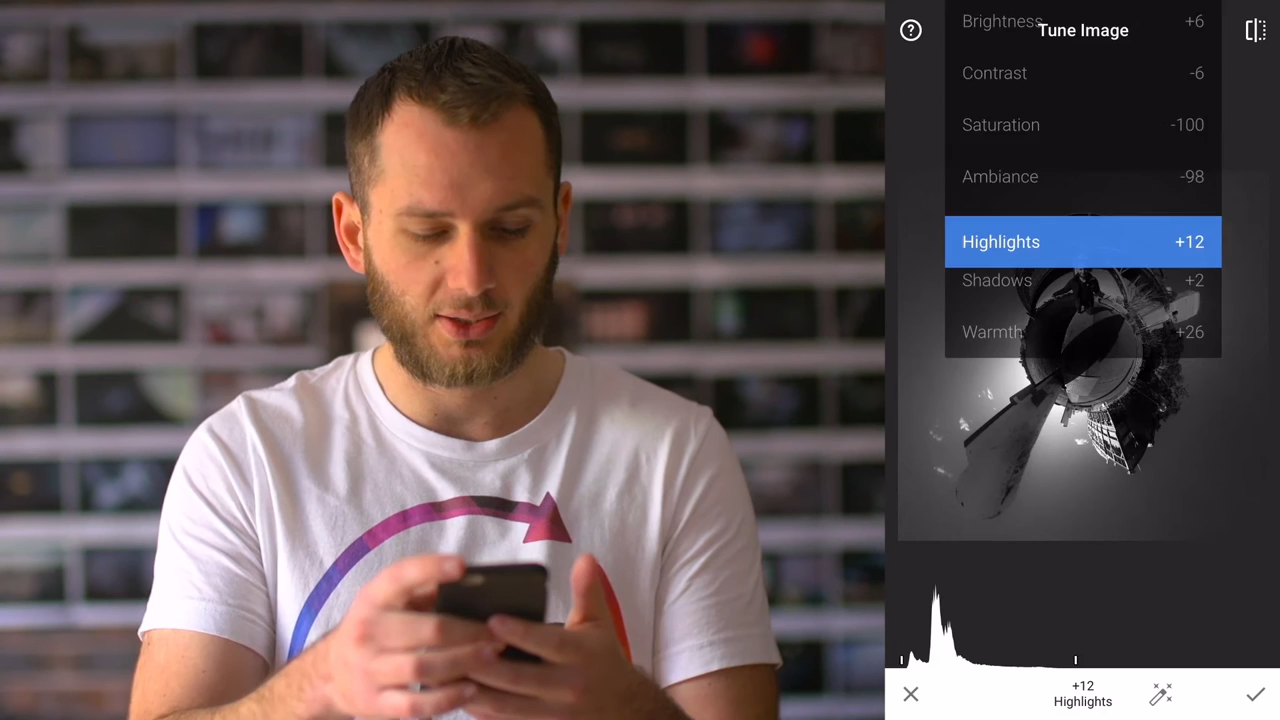 Brightness +6
Tune Image
Contrast -6
Saturation -100
Ambiance -98
Highlights +12
Shadows +2
Warmth +26
+12
Highlights